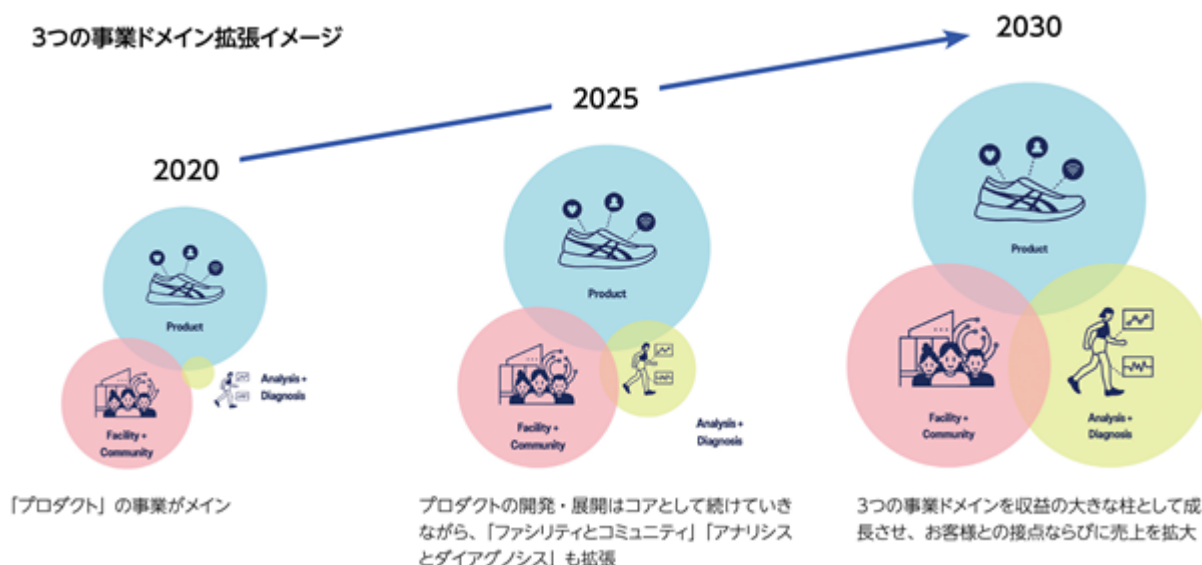 3つの事業ドメイン拡張イメージ
2020
2025
2030
Product
Facility +
Community
Analysis +
Diagnosis
「プロダクト」の事業がメイン
Product
Facility +
Community
Analysis +
Diagnosis
プロダクトの開発・展開はコアとして続けていき
ながら、「ファシリティとコミュニティ」「アナリシス
とダイアグノシス」も拡張
Product
Facility +
Community
Analysis +
Diagnosis
3つの事業ドメインを収益の大きな柱として成
長させ、お客様との接点ならびに売上を拡大